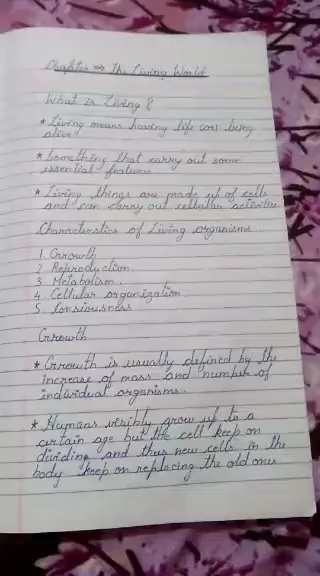 Chapter ⇒ The Living World
What is Living ?
* Living means having life or being
alive
* Something that carry out some
essential features
* Living things are made up of cells
and can carry out cellular activities
Characteristics of Living organisms
1. Growth
2. Reproduction
3. Metabolism
4. Cellular organization
5. Consiousness
Growth
* Growth is usually defined by the
increase of mass and number of
individual organisms.
* Humans visibly grow up to a
certain age but the cell keep on
dividing and thus new cells in the
body keep on replacing the old ones